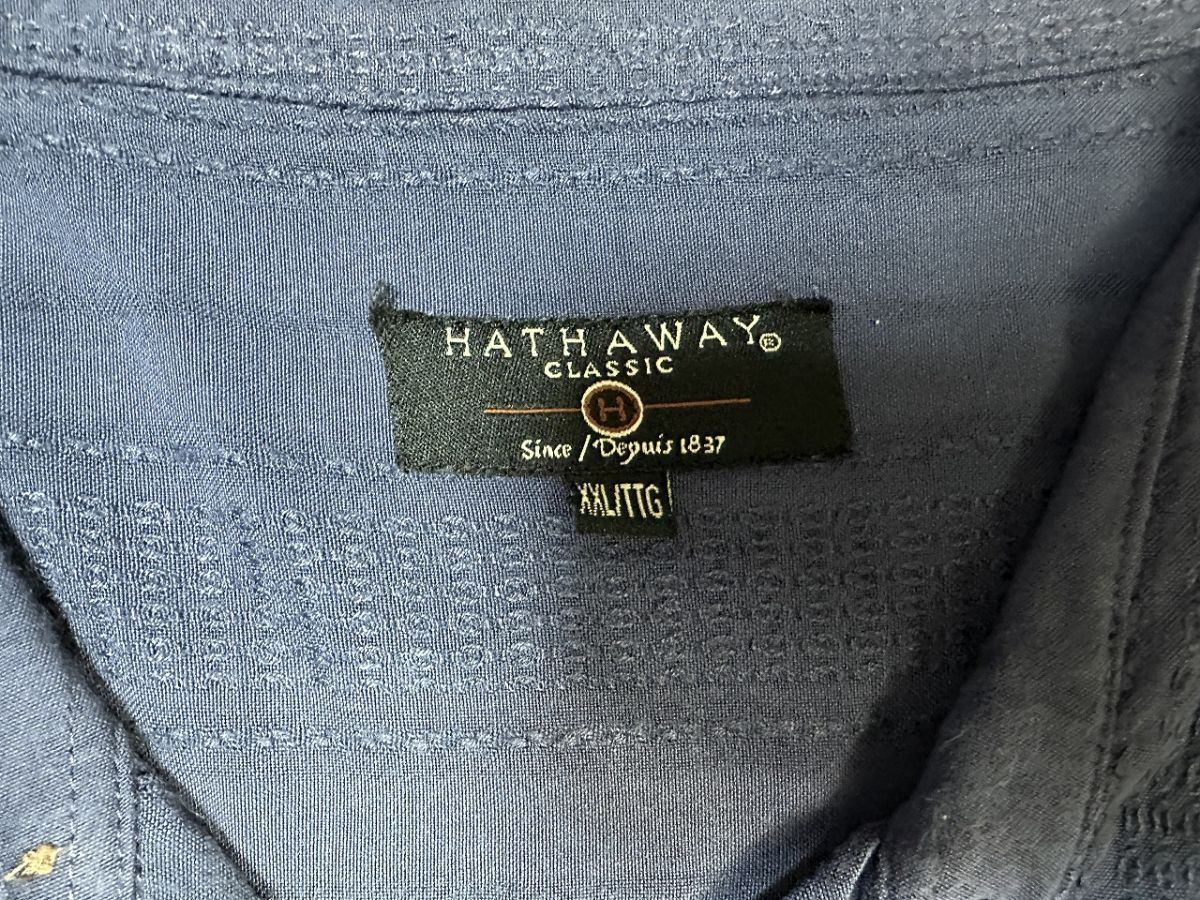 HATHAWAY®
CLASSIC
H
Since / Depuis 1837
XXL/TTG